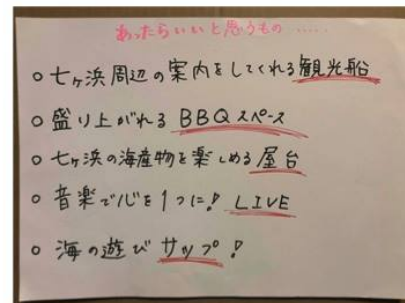 あったらいいと思うもの .....
○ 七ヶ浜周辺の案内をしてくれる観光船
○ 盛り上がれる BBQスペース
○ 七ヶ浜の海産物を楽しめる屋台
○ 音楽で心を1つに! LIVE
○ 海の遊び サップ!